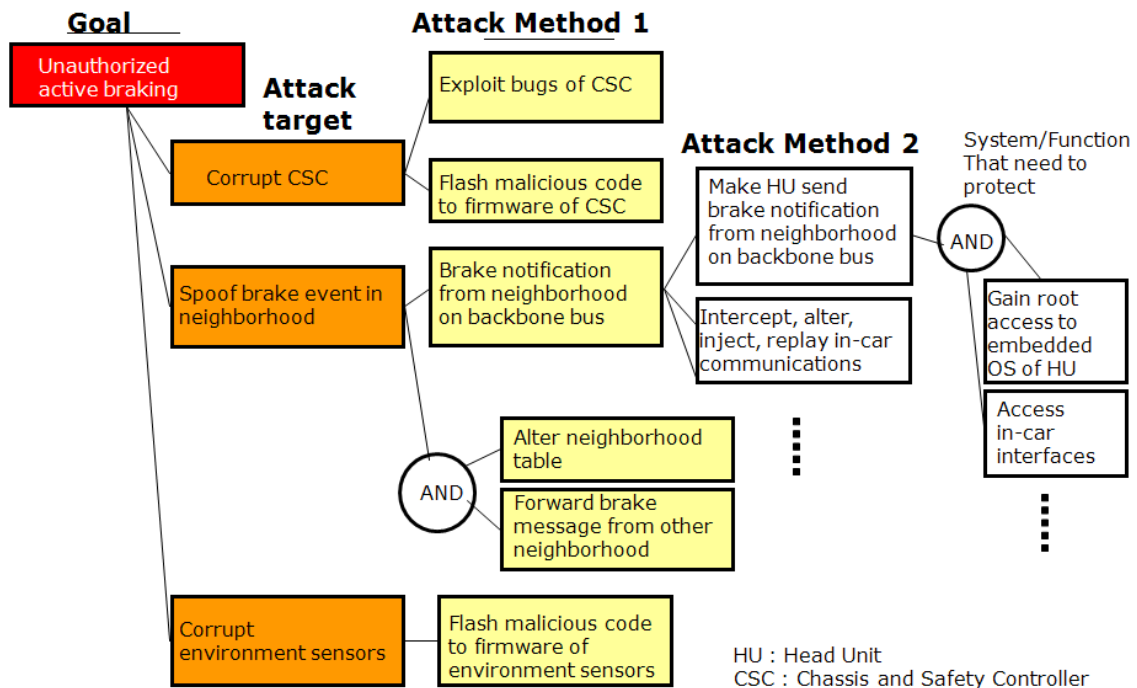 Goal
Unauthorized
active braking
Attack
target
Attack Method 1
Exploit bugs of CSC
Corrupt CSC
Flash malicious code
to firmware of CSC
Attack Method 2
System/Function
That need to
protect
Make HU send
brake notification
from neighborhood
on backbone bus
AND
Spoof brake event in
neighborhood
Brake notification
from neighborhood
on backbone bus
Intercept, alter,
inject, replay in-car
communications
Gain root
access to
embedded
OS of HU
Access
in-car
interfaces
AND
Alter neighborhood
table
Forward brake
message from other
neighborhood
Corrupt
environment sensors
Flash malicious code
to firmware of
environment sensors
HU : Head Unit
CSC : Chassis and Safety Controller